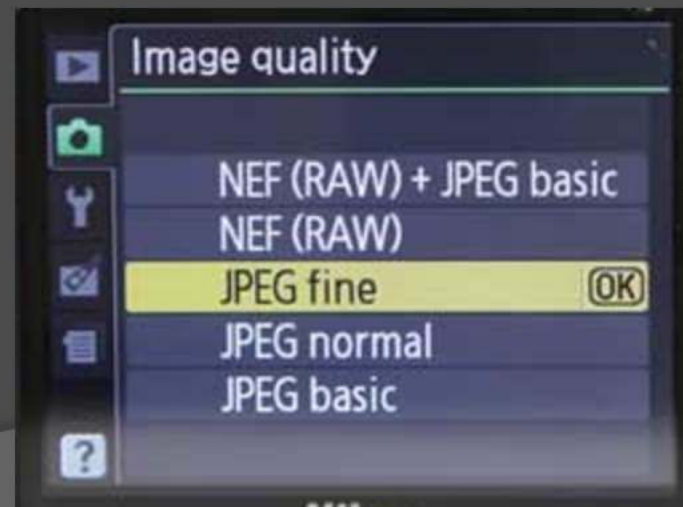 Image quality
NEF (RAW) + JPEG basic
NEF (RAW)
JPEG fine OK
JPEG normal
JPEG basic
?